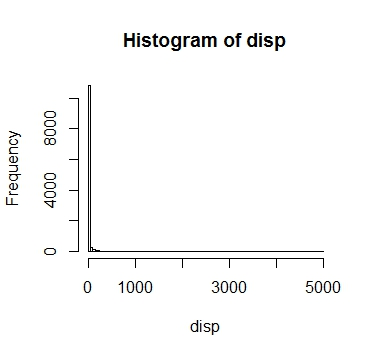 Histogram of disp
Frequency
8000
4000
0
0 1000 3000 5000
disp